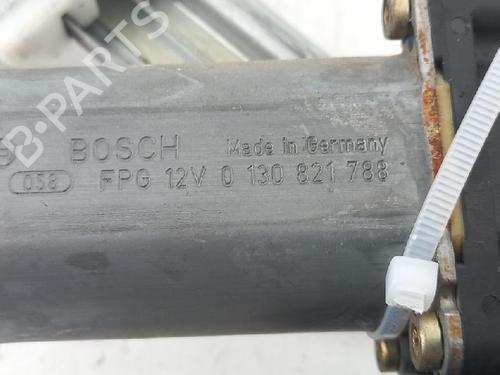 BOSCH Made in Germany
058 FPG 12V 0 130 821 788
B-PARTS